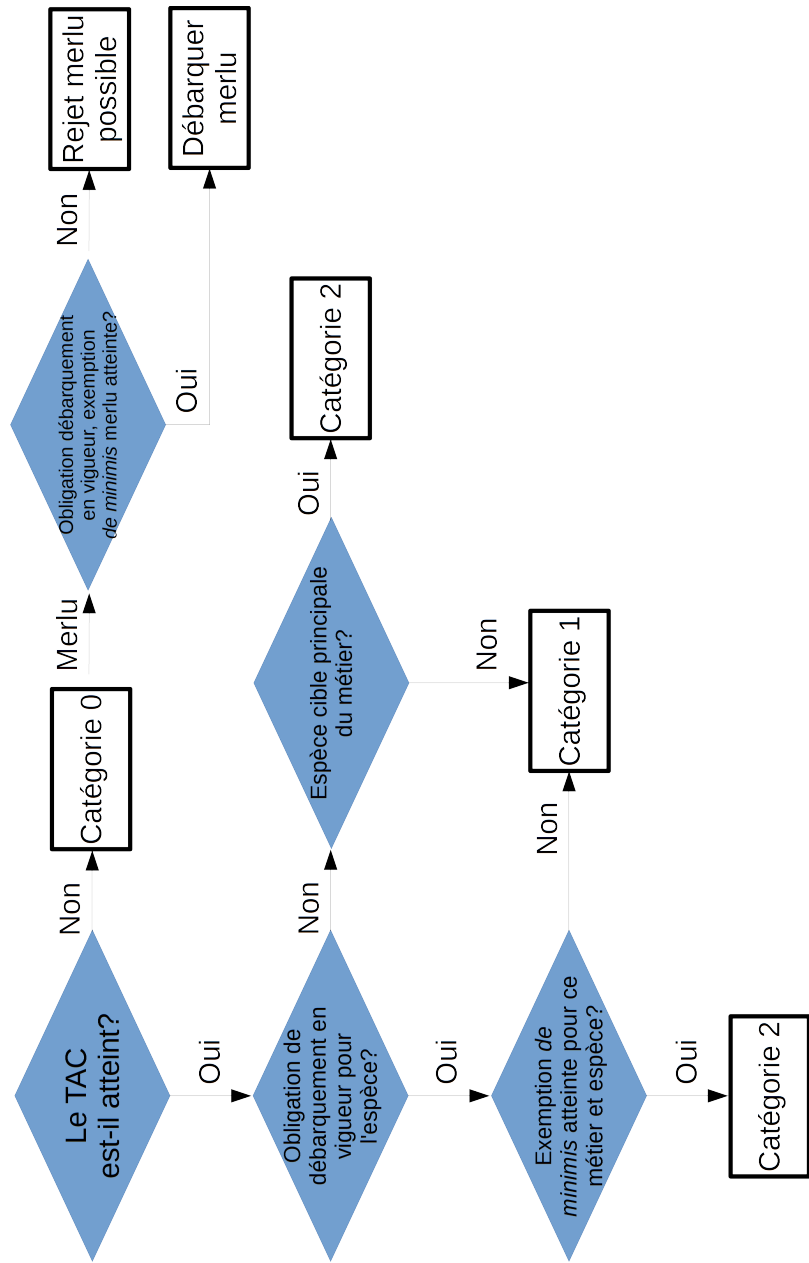 Le TAC
est-il atteint?
Non
Catégorie 0
Merlu
Obligation débarquement
en vigueur, exemption
de minimis merlu atteinte?
Non
Rejet merlu
possible
Oui
Débarquer
merlu
Oui
Obligation de
débarquement en
vigueur pour
l'espèce?
Non
Espèce cible principale
du métier?
Oui
Catégorie 2
Non
Catégorie 1
Oui
Exemption de
minimis atteinte pour ce
métier et espèce?
Non
Oui
Catégorie 2